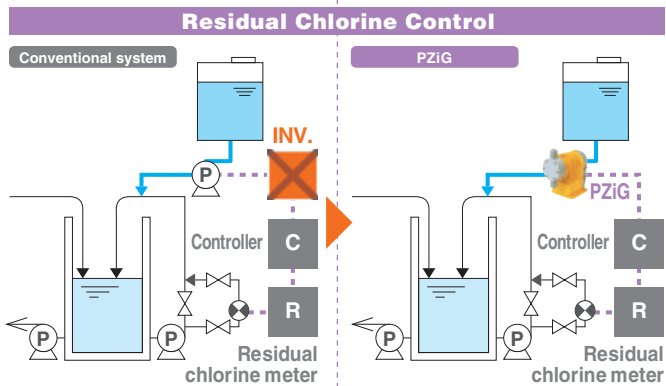 Residual Chlorine Control
Conventional system
INV.
P
Controller
C
R
P
P
Residual
chlorine meter
PZiG
PZiG
Controller
C
R
P
P
Residual
chlorine meter